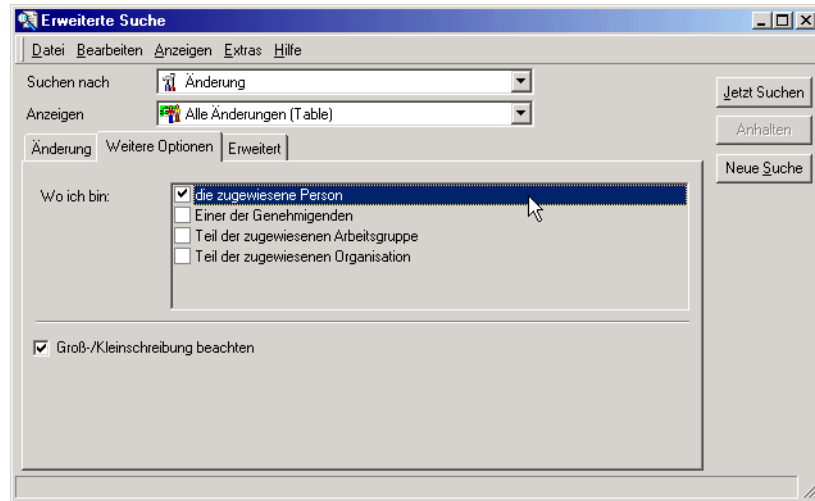 Erweiterte Suche
Datei Bearbeiten Anzeigen Extras Hilfe
Suchen nach Änderung
Jetzt Suchen
Anzeigen Alle Änderungen (Table)
Anhalten
Änderung Weitere Optionen Erweitert
Neue Suche
Wo ich bin: die zugewiesene Person
Einer der Genehmigenden
Teil der zugewiesenen Arbeitsgruppe
Teil der zugewiesenen Organisation
Groß-/Kleinschreibung beachten